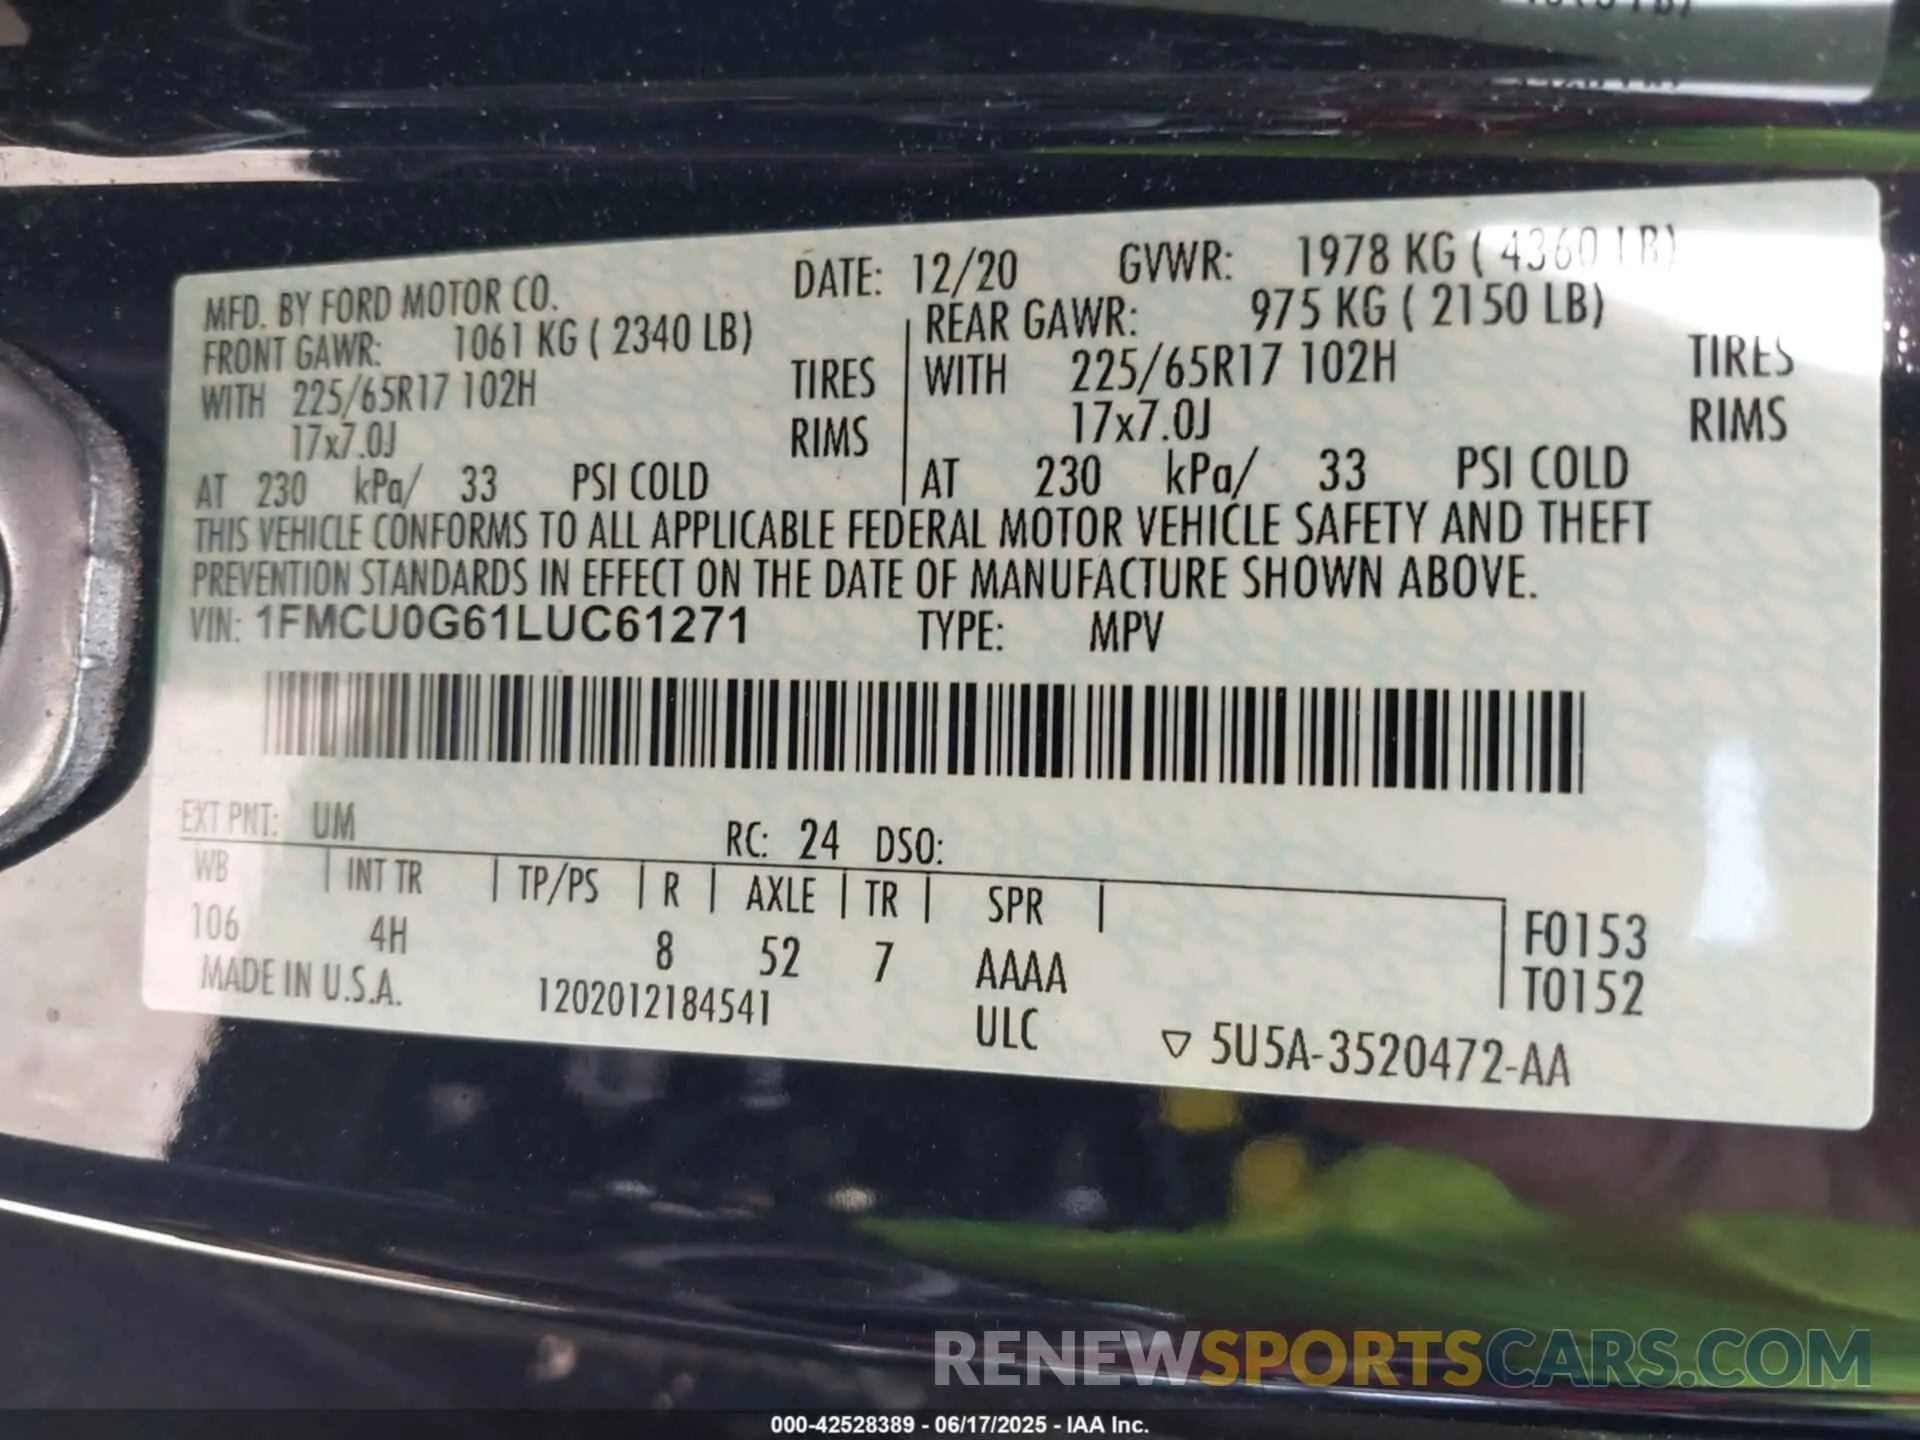 MFD. BY FORD MOTOR CO. DATE: 12/20 GVWR: 1978 KG ( 4360 LB)
FRONT GAWR: 1061 KG ( 2340 LB) REAR GAWR: 975 KG ( 2150 LB)
WITH 225/65R17 102H TIRES WITH 225/65R17 102H TIRES
17x7.0J RIMS 17x7.0J RIMS
AT 230 kPa/ 33 PSI COLD AT 230 kPa/ 33 PSI COLD
THIS VEHICLE CONFORMS TO ALL APPLICABLE FEDERAL MOTOR VEHICLE SAFETY AND THEFT
PREVENTION STANDARDS IN EFFECT ON THE DATE OF MANUFACTURE SHOWN ABOVE.
VIN: 1FMCU0G61LUC61271 TYPE: MPV
EXT PNT: UM RC: 24 DSO:
WB INT TR TP/PS R AXLE TR SPR
106 4H 8 52 7 AAAA F0153
T0152
MADE IN U.S.A. 1202012184541 ULC ▽ 5U5A-3520472-AA
RENEWSPORTSCARS.COM
000-42528389 - 06/17/2025 - IAA Inc.